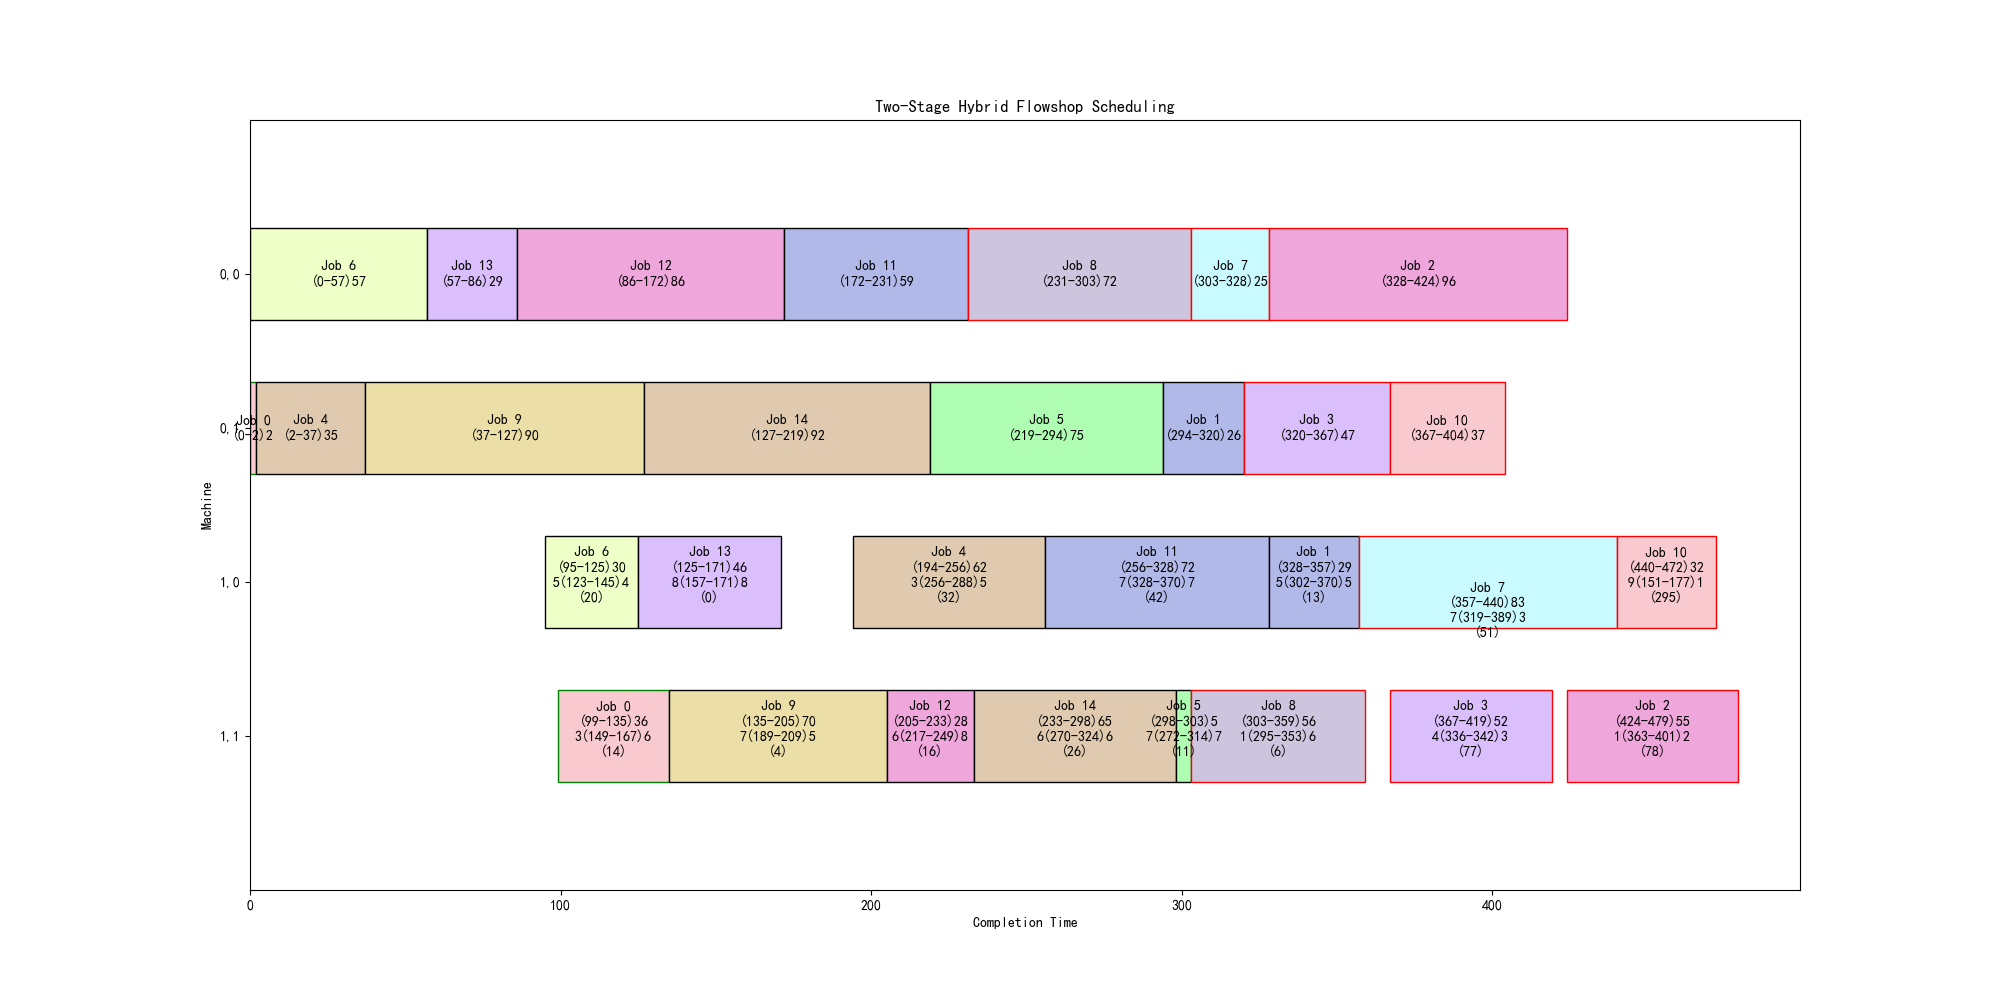 Two-Stage Hybrid Flowshop Scheduling
Machine
0,0
Job 6
(0-57)57
Job 13
(57-86)29
Job 12
(86-172)86
Job 11
(172-231)59
Job 8
(231-303)72
Job 7
(303-328)25
Job 2
(328-424)96
0,1
Job 0
(0-2)2
Job 4
(2-37)35
Job 9
(37-127)90
Job 14
(127-219)92
Job 5
(219-294)75
Job 1
(294-320)26
Job 3
(320-367)47
Job 10
(367-404)37
1,0
Job 6
(95-125)30
5(123-145)4
(20)
Job 13
(125-171)46
8(157-171)8
(0)
Job 4
(194-256)62
3(256-288)5
(32)
Job 11
(256-328)72
7(328-370)7
(42)
Job 1
(328-357)29
5(302-370)5
(13)
Job 7
(357-440)83
7(319-389)3
(51)
Job 10
(440-472)32
9(151-177)1
(295)
1,1
Job 0
(99-135)36
3(149-167)6
(14)
Job 9
(135-205)70
7(189-209)5
(4)
Job 12
(205-233)28
6(217-249)8
(16)
Job 14
(233-298)65
6(270-324)6
(26)
Job 5
(298-303)5
7(272-314)7
(11)
Job 8
(303-359)56
1(295-353)6
(6)
Job 3
(367-419)52
4(336-342)3
(77)
Job 2
(424-479)55
1(363-401)2
(78)
0
100
200
300
400
Completion Time